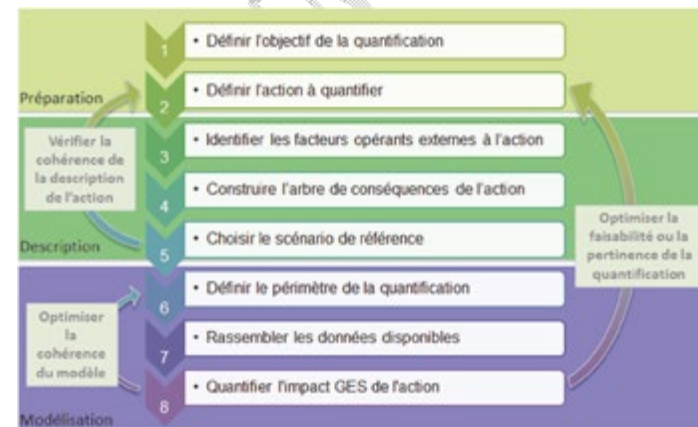 1
• Définir l'objectif de la quantification
2
• Définir l'action à quantifier
Préparation
3
• Identifier les facteurs opérants externes à l'action
4
• Construire l'arbre de conséquences de l'action
5
• Choisir le scénario de référence
Description
Vérifier la
cohérence de
la description
de l'action
6
• Définir le périmètre de la quantification
7
• Rassembler les données disponibles
8
• Quantifier l'impact GES de l'action
Modélisation
Optimiser
la
cohérence
du modèle
Optimiser la
faisabilité ou la
pertinence de la
quantification